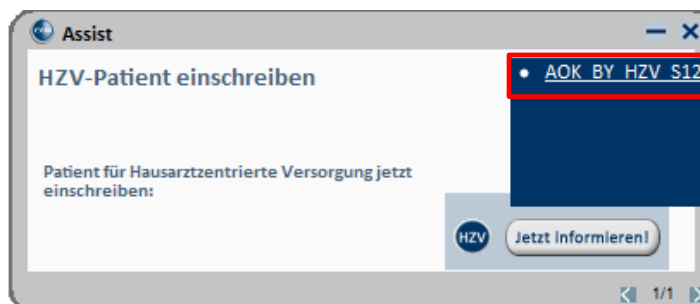 Assist
HZV-Patient einschreiben
AOK_BY_HZV_S12
Patient für Hausarztzentrierte Versorgung jetzt
einschreiben:
HZV
Jetzt Informieren!
1/1